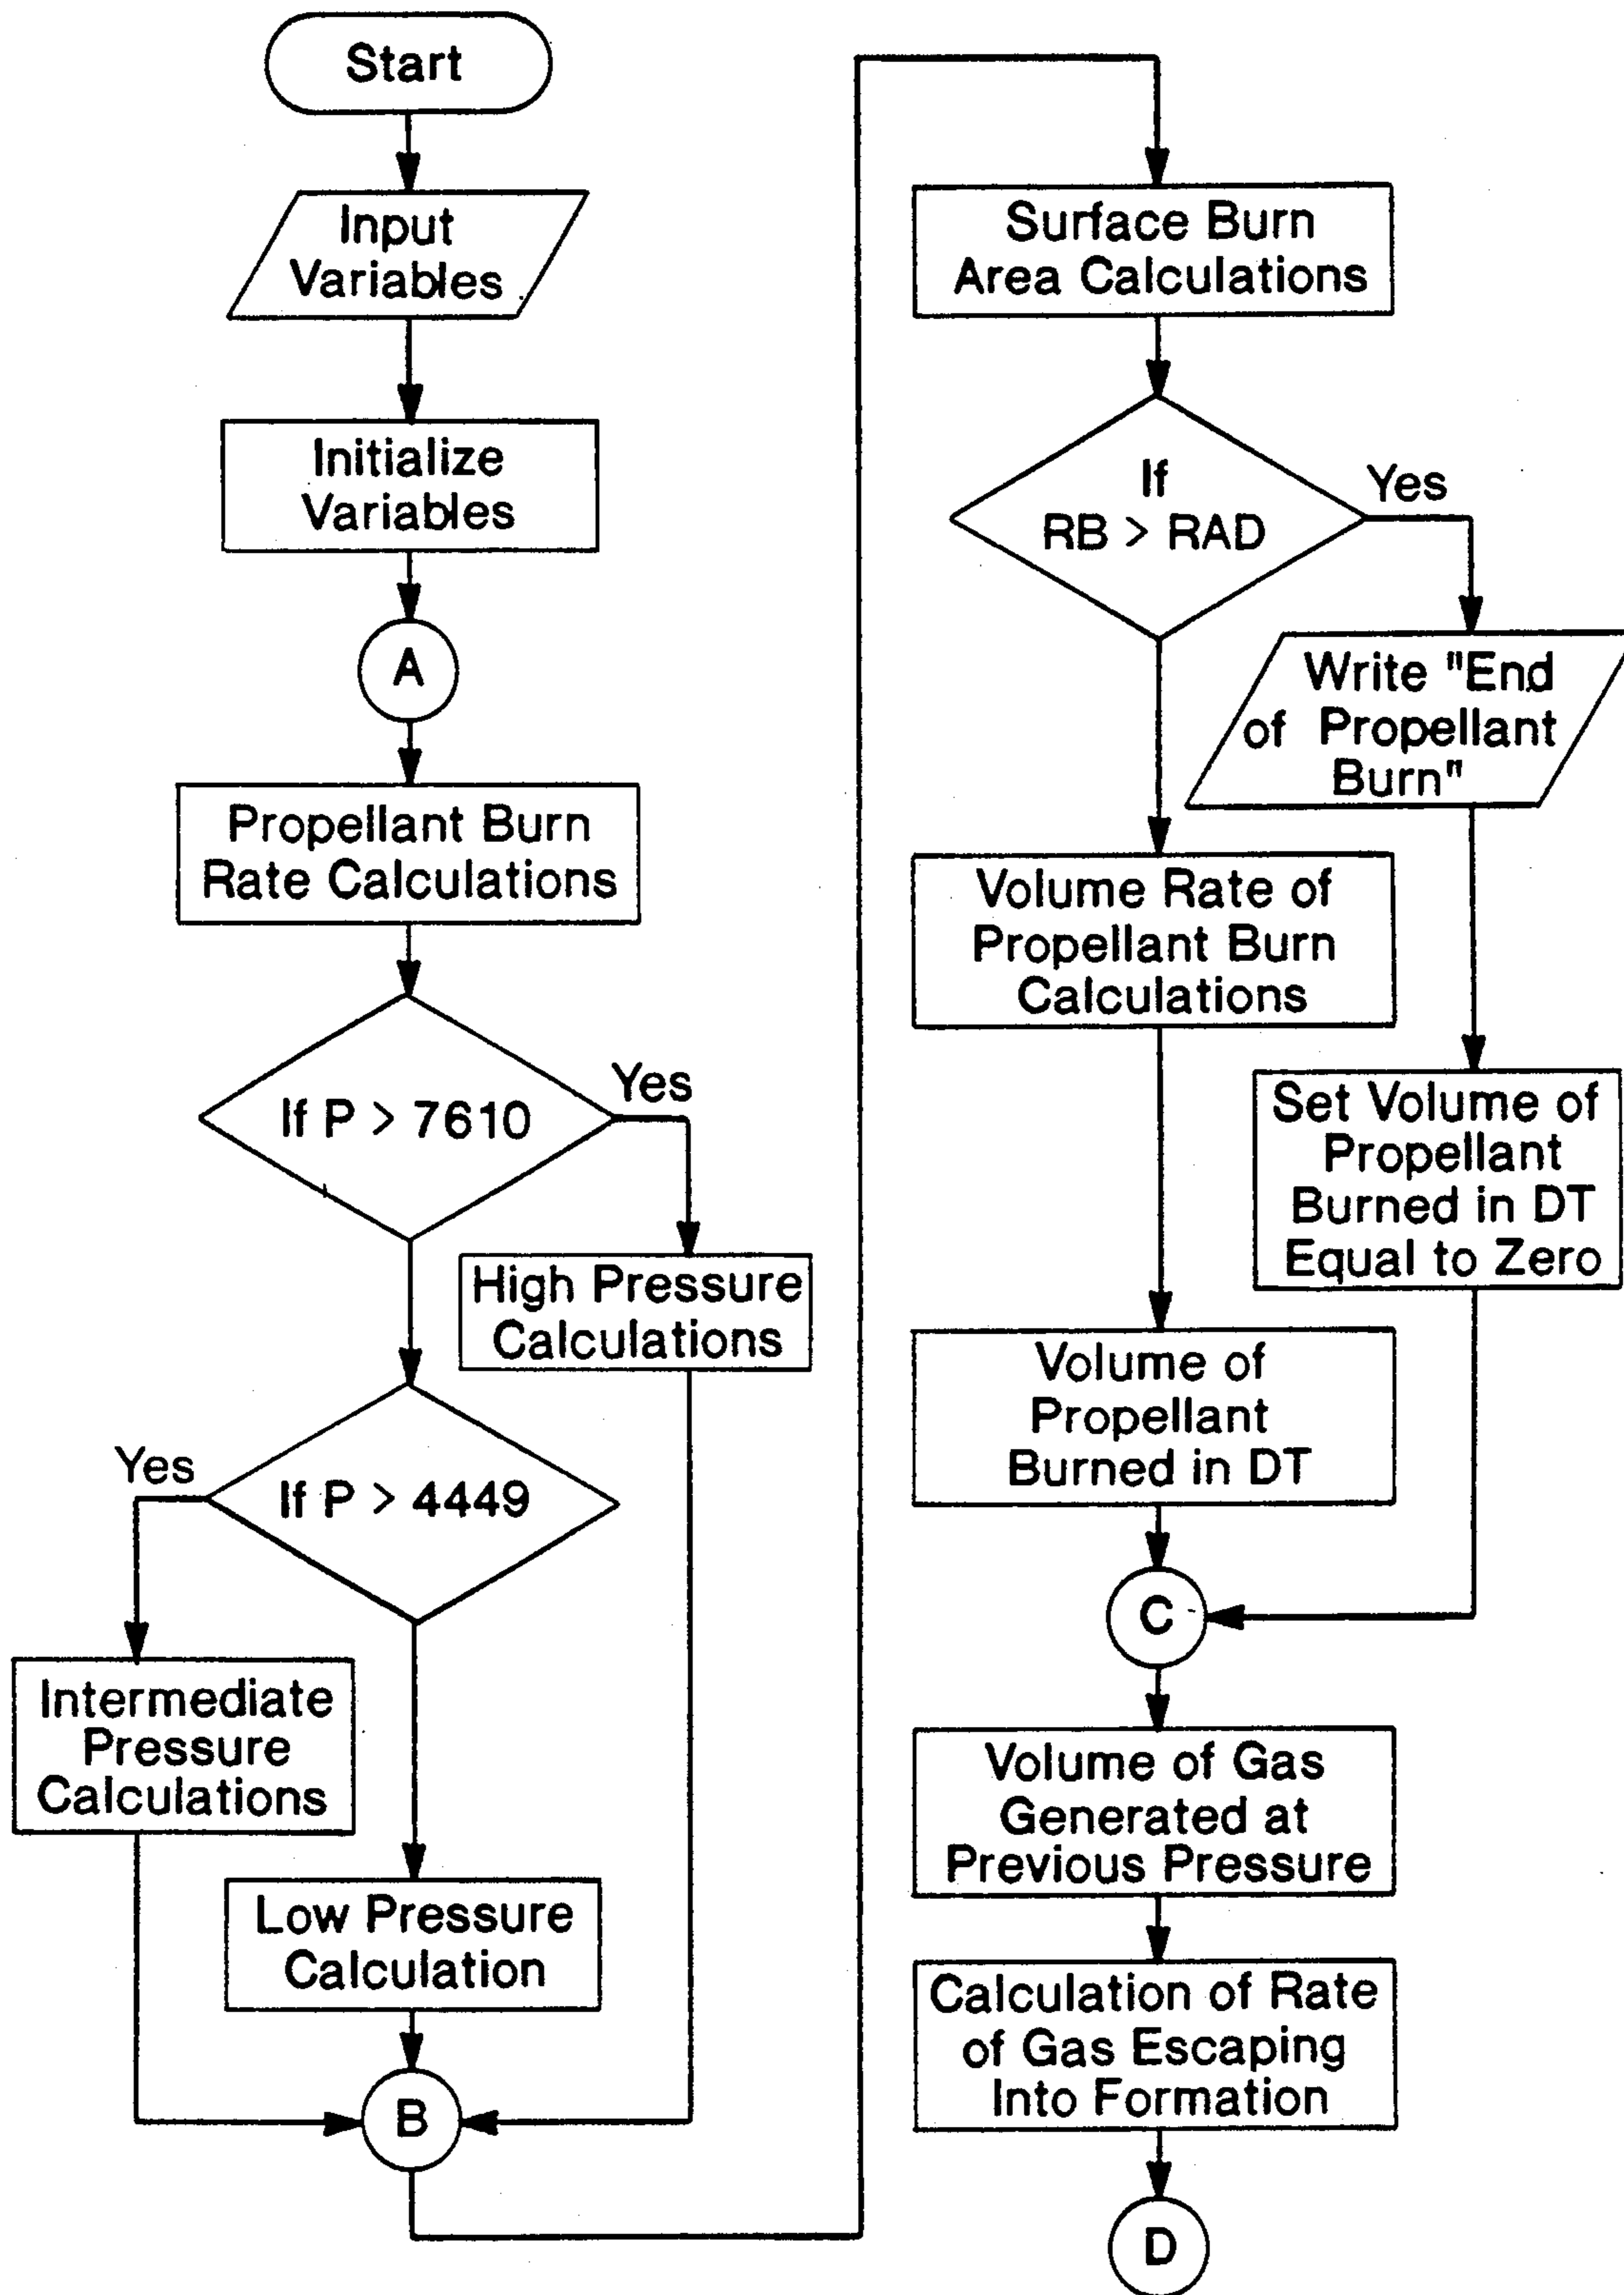 Start
Input
Variables
Initialize
Variables
A
Propellant Burn
Rate Calculations
If P > 7610
Yes
High Pressure
Calculations
If P > 4449
Yes
Intermediate
Pressure
Calculations
Low Pressure
Calculation
B
Surface Burn
Area Calculations
If
RB > RAD
Yes
Write "End
of Propellant
Burn"
Volume Rate of
Propellant Burn
Calculations
Set Volume of
Propellant
Burned in DT
Equal to Zero
Volume of
Propellant
Burned in DT
C
Volume of Gas
Generated at
Previous Pressure
Calculation of Rate
of Gas Escaping
Into Formation
D